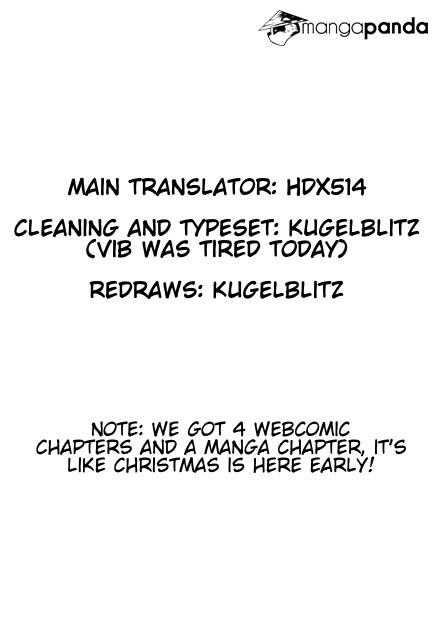 mangapanda
MAIN TRANSLATOR: HDX514
CLEANING AND TYPESET: KUGELBLITZ
(VIB WAS TIRED TODAY)
REDRAWS: KUGELBLITZ
NOTE: WE GOT 4 WEBCOMIC
CHAPTERS AND A MANGA CHAPTER, IT'S
LIKE CHRISTMAS IS HERE EARLY!